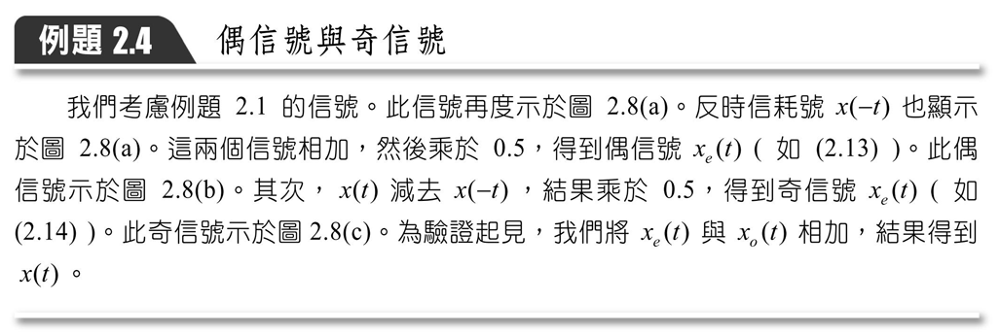 例題 2.4 偶信號與奇信號
我們考慮例題 2.1 的信號。此信號再度示於圖 2.8(a)。反時信耗號 x(−t) 也顯示
於圖 2.8(a)。這兩個信號相加，然後乘於 0.5，得到偶信號 xₑ(t) ( 如 (2.13) )。此偶
信號示於圖 2.8(b)。其次， x(t) 減去 x(−t) ，結果乘於 0.5，得到奇信號 xₑ(t) ( 如
(2.14) )。此奇信號示於圖 2.8(c)。為驗證起見，我們將 xₑ(t) 與 xₒ(t) 相加，結果得到
x(t) 。